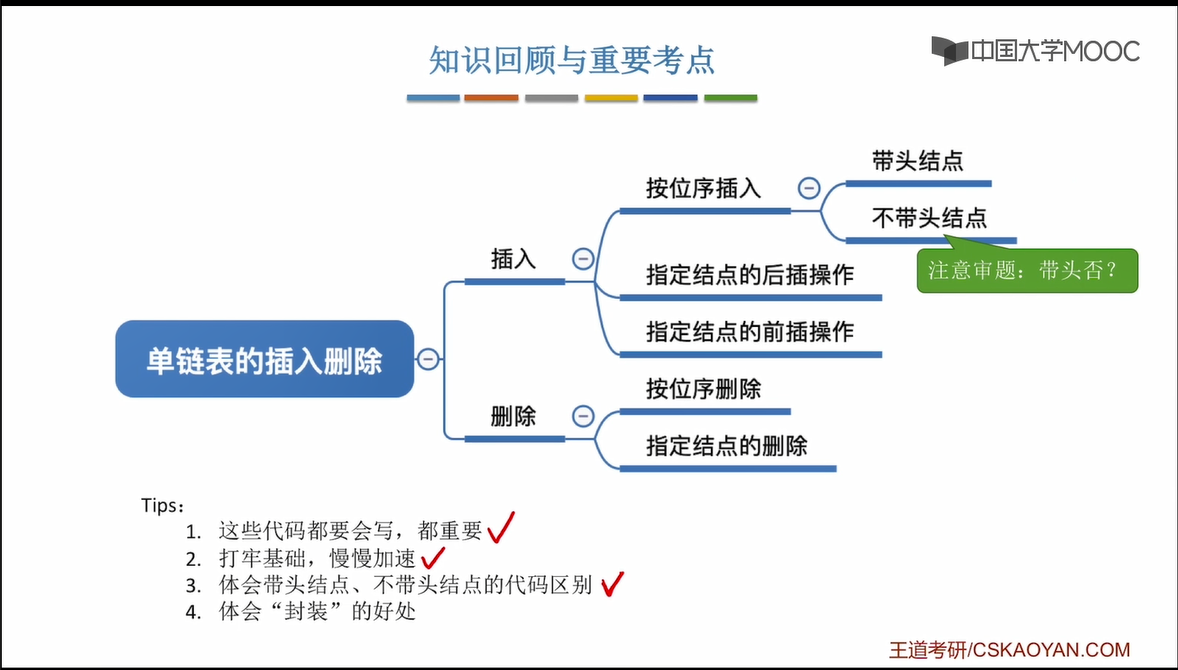 知识回顾与重要考点
中国大学MOOC
带头结点
按位序插入
不带头结点
插入
注意审题：带头否？
指定结点的后插操作
指定结点的前插操作
单链表的插入删除
按位序删除
删除
指定结点的删除
Tips：
1. 这些代码都要会写，都重要
2. 打牢基础，慢慢加速
3. 体会带头结点、不带头结点的代码区别
4. 体会“封装”的好处
王道考研/CSKAOYAN.COM